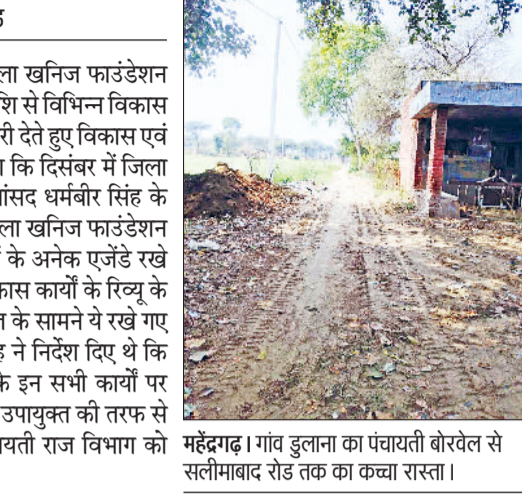 ला खनिज फाउंडेशन
शि से विभिन्न विकास
री देते हुए विकास एवं
कि दिसंबर में जिला
ांसद धर्मबीर सिंह के
ला खनिज फाउंडेशन
के अनेक एजेंडे रखे
कास कार्यों के रिव्यू के
के सामने ये रखे गए
ह ने निर्देश दिए थे कि
के इन सभी कार्यों पर
उपायुक्त की तरफ से
ायती राज विभाग को
महेंद्रगढ़। गांव डुलाना का पंचायती बोरवेल से
सलीमाबाद रोड तक का कच्चा रास्ता।